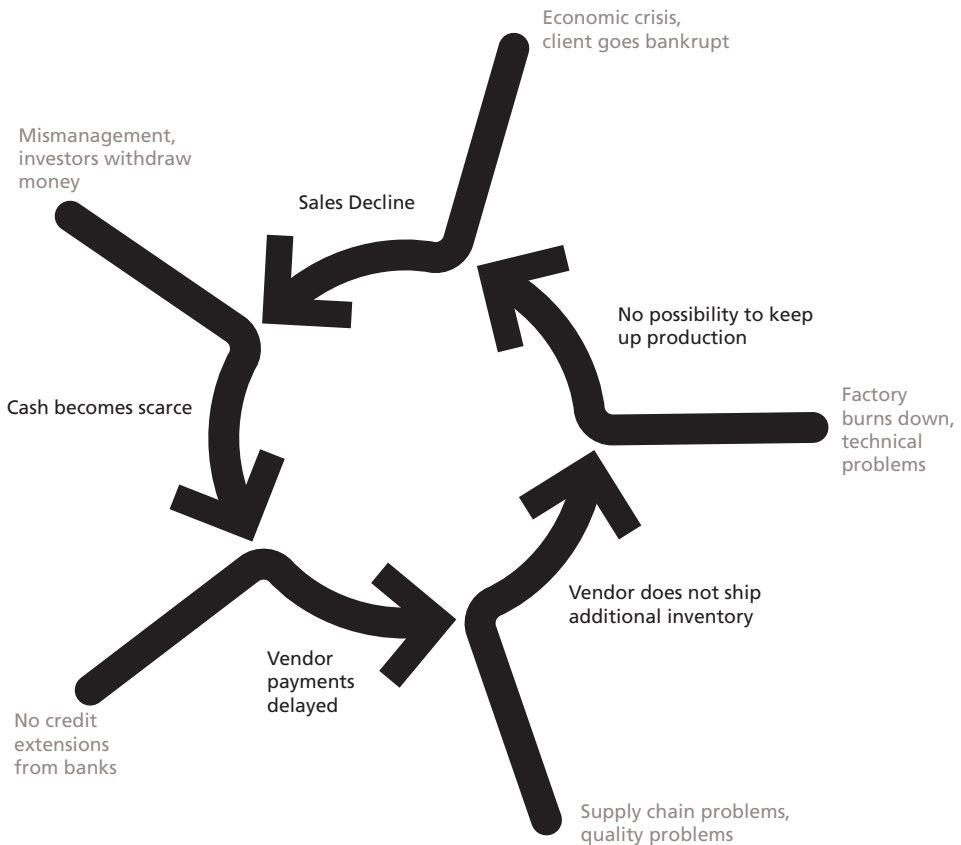 Economic crisis,
client goes bankrupt
Mismanagement,
investors withdraw
money
Sales Decline
No possibility to keep
up production
Cash becomes scarce
Factory
burns down,
technical
problems
Vendor does not ship
additional inventory
Vendor
payments
delayed
No credit
extensions
from banks
Supply chain problems,
quality problems